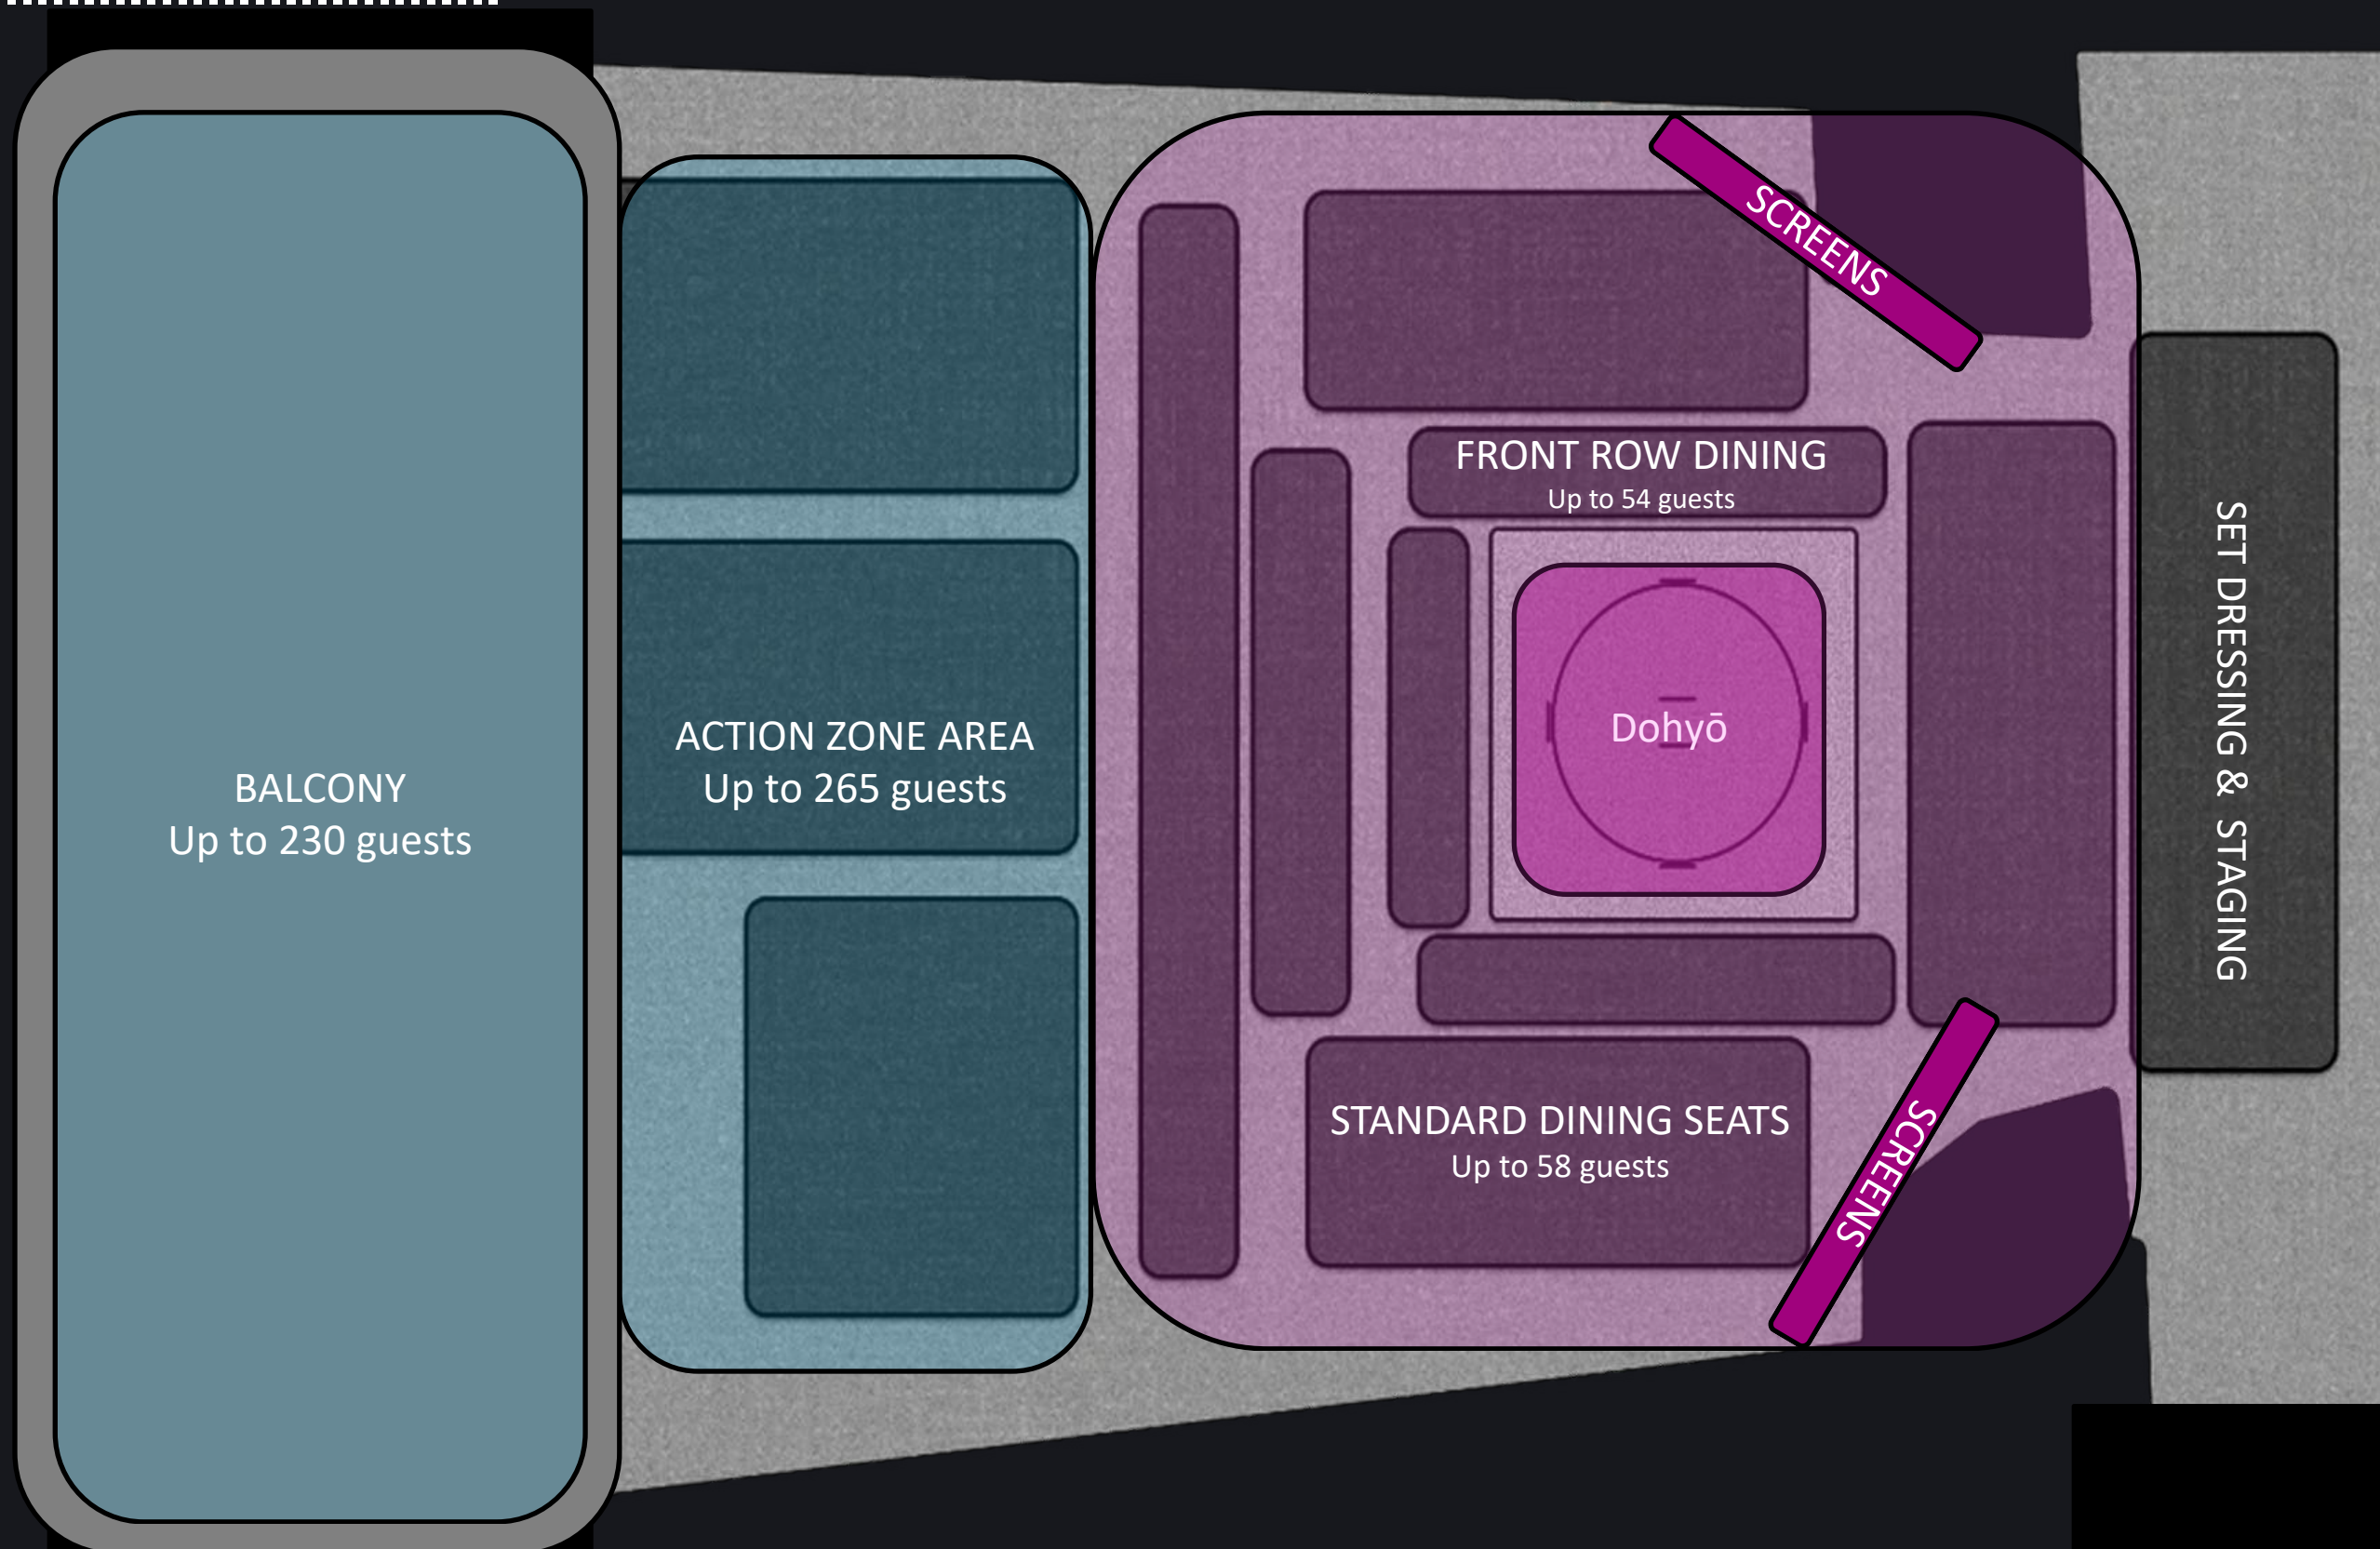 BALCONY
Up to 230 guests
ACTION ZONE AREA
Up to 265 guests
SCREENS
FRONT ROW DINING
Up to 54 guests
Dohyō
STANDARD DINING SEATS
Up to 58 guests
SCREENS
SET DRESSING & STAGING